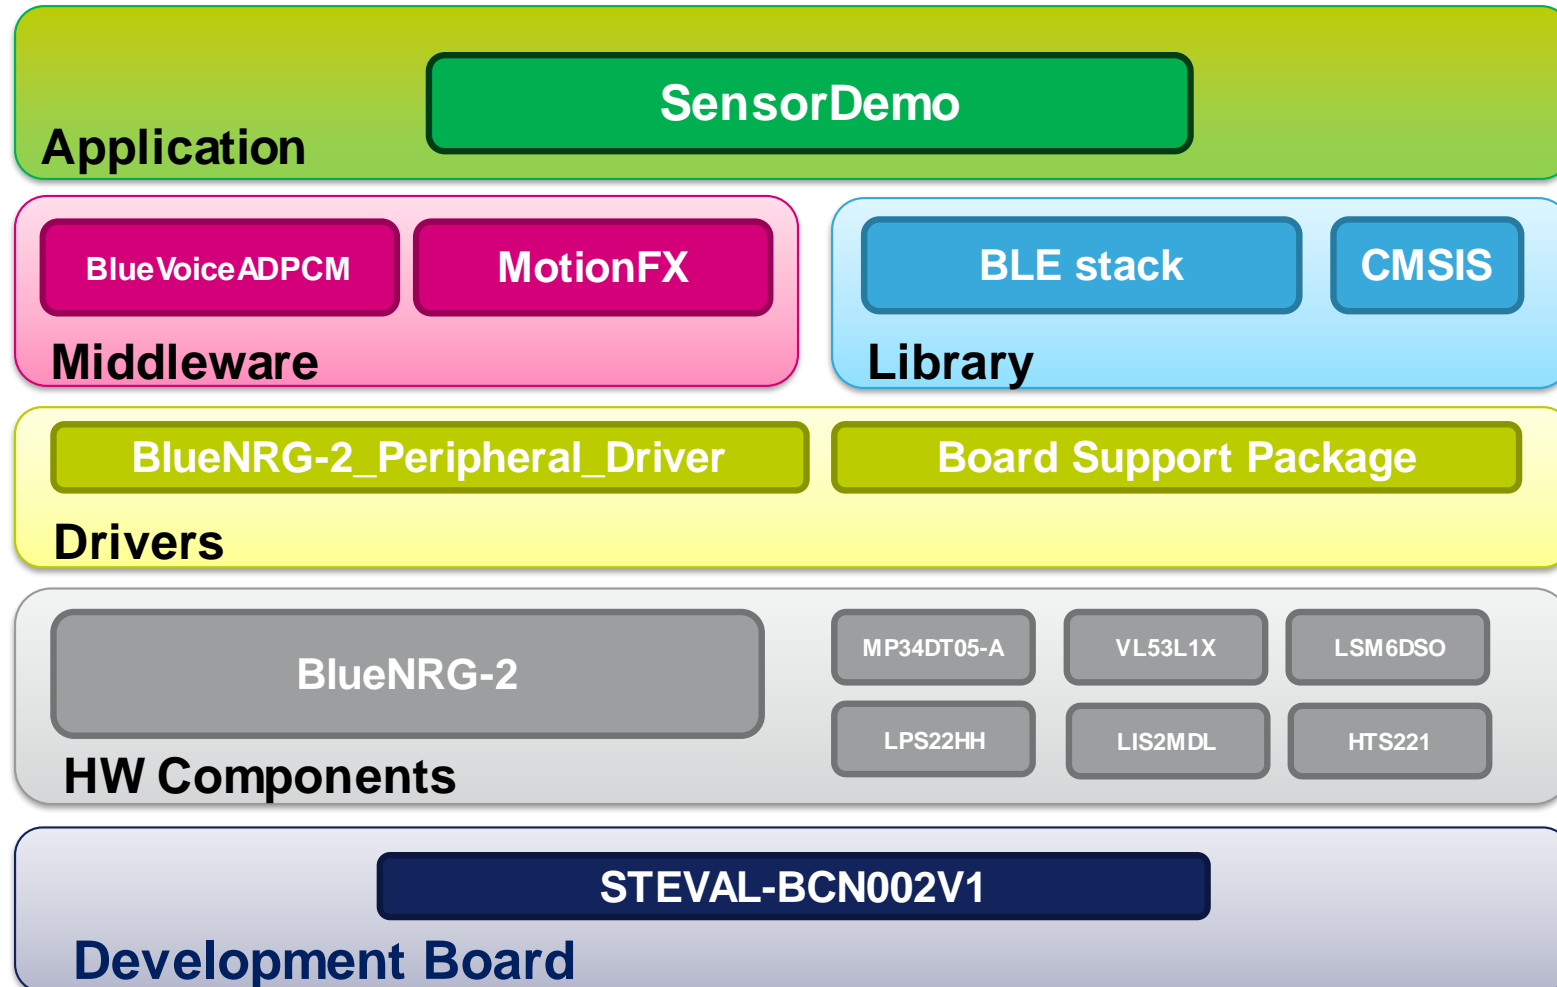 SensorDemo
Application
BlueVoiceADPCM
MotionFX
Middleware
BLE stack
CMSIS
Library
BlueNRG-2_Peripheral_Driver
Board Support Package
Drivers
BlueNRG-2
MP34DT05-A
VL53L1X
LSM6DSO
LPS22HH
LIS2MDL
HTS221
HW Components
STEVAL-BCN002V1
Development Board